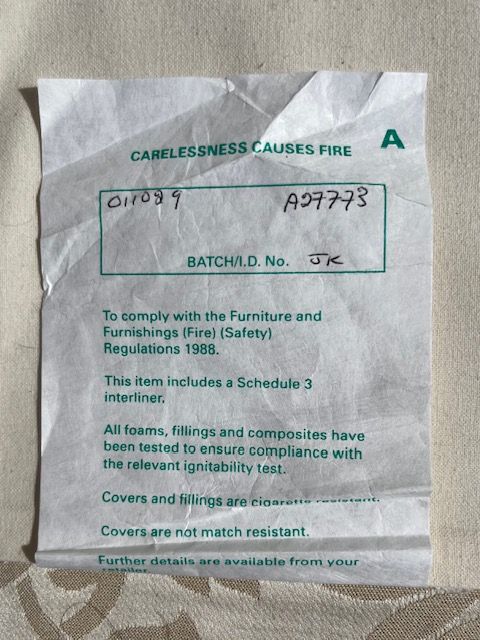 A
CARELESSNESS CAUSES FIRE
011089 A27773
BATCH/I.D. No. JK
To comply with the Furniture and
Furnishings (Fire) (Safety)
Regulations 1988.
This item includes a Schedule 3
interliner.
All foams, fillings and composites have
been tested to ensure compliance with
the relevant ignitability test.
Covers and fillings are cigarette resistant.
Covers are not match resistant.
Further details are available from your
retailer.